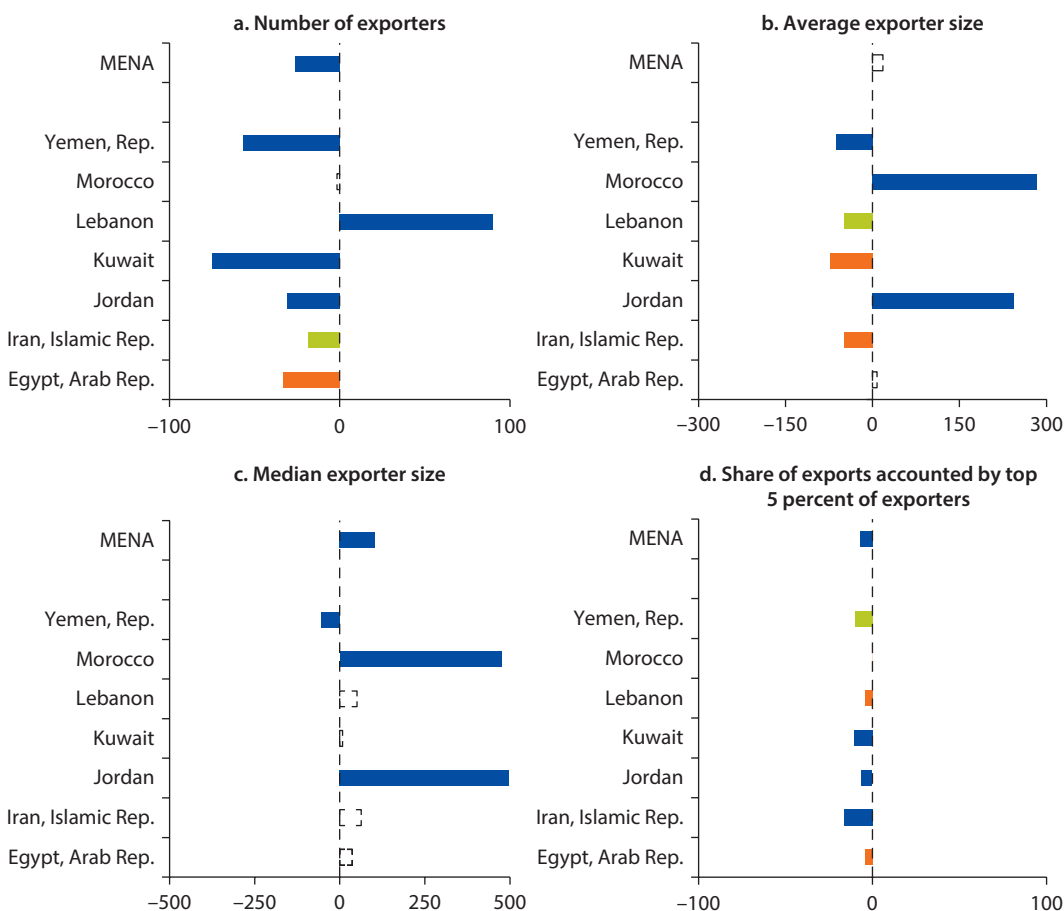 a. Number of exporters
MENA
Yemen, Rep.
Morocco
Lebanon
Kuwait
Jordan
Iran, Islamic Rep.
Egypt, Arab Rep.
−100
0
100
b. Average exporter size
MENA
Yemen, Rep.
Morocco
Lebanon
Kuwait
Jordan
Iran, Islamic Rep.
Egypt, Arab Rep.
−300
−150
0
150
300
c. Median exporter size
MENA
Yemen, Rep.
Morocco
Lebanon
Kuwait
Jordan
Iran, Islamic Rep.
Egypt, Arab Rep.
−500
−250
0
250
500
d. Share of exports accounted by top
5 percent of exporters
MENA
Yemen, Rep.
Morocco
Lebanon
Kuwait
Jordan
Iran, Islamic Rep.
Egypt, Arab Rep.
−100
0
100